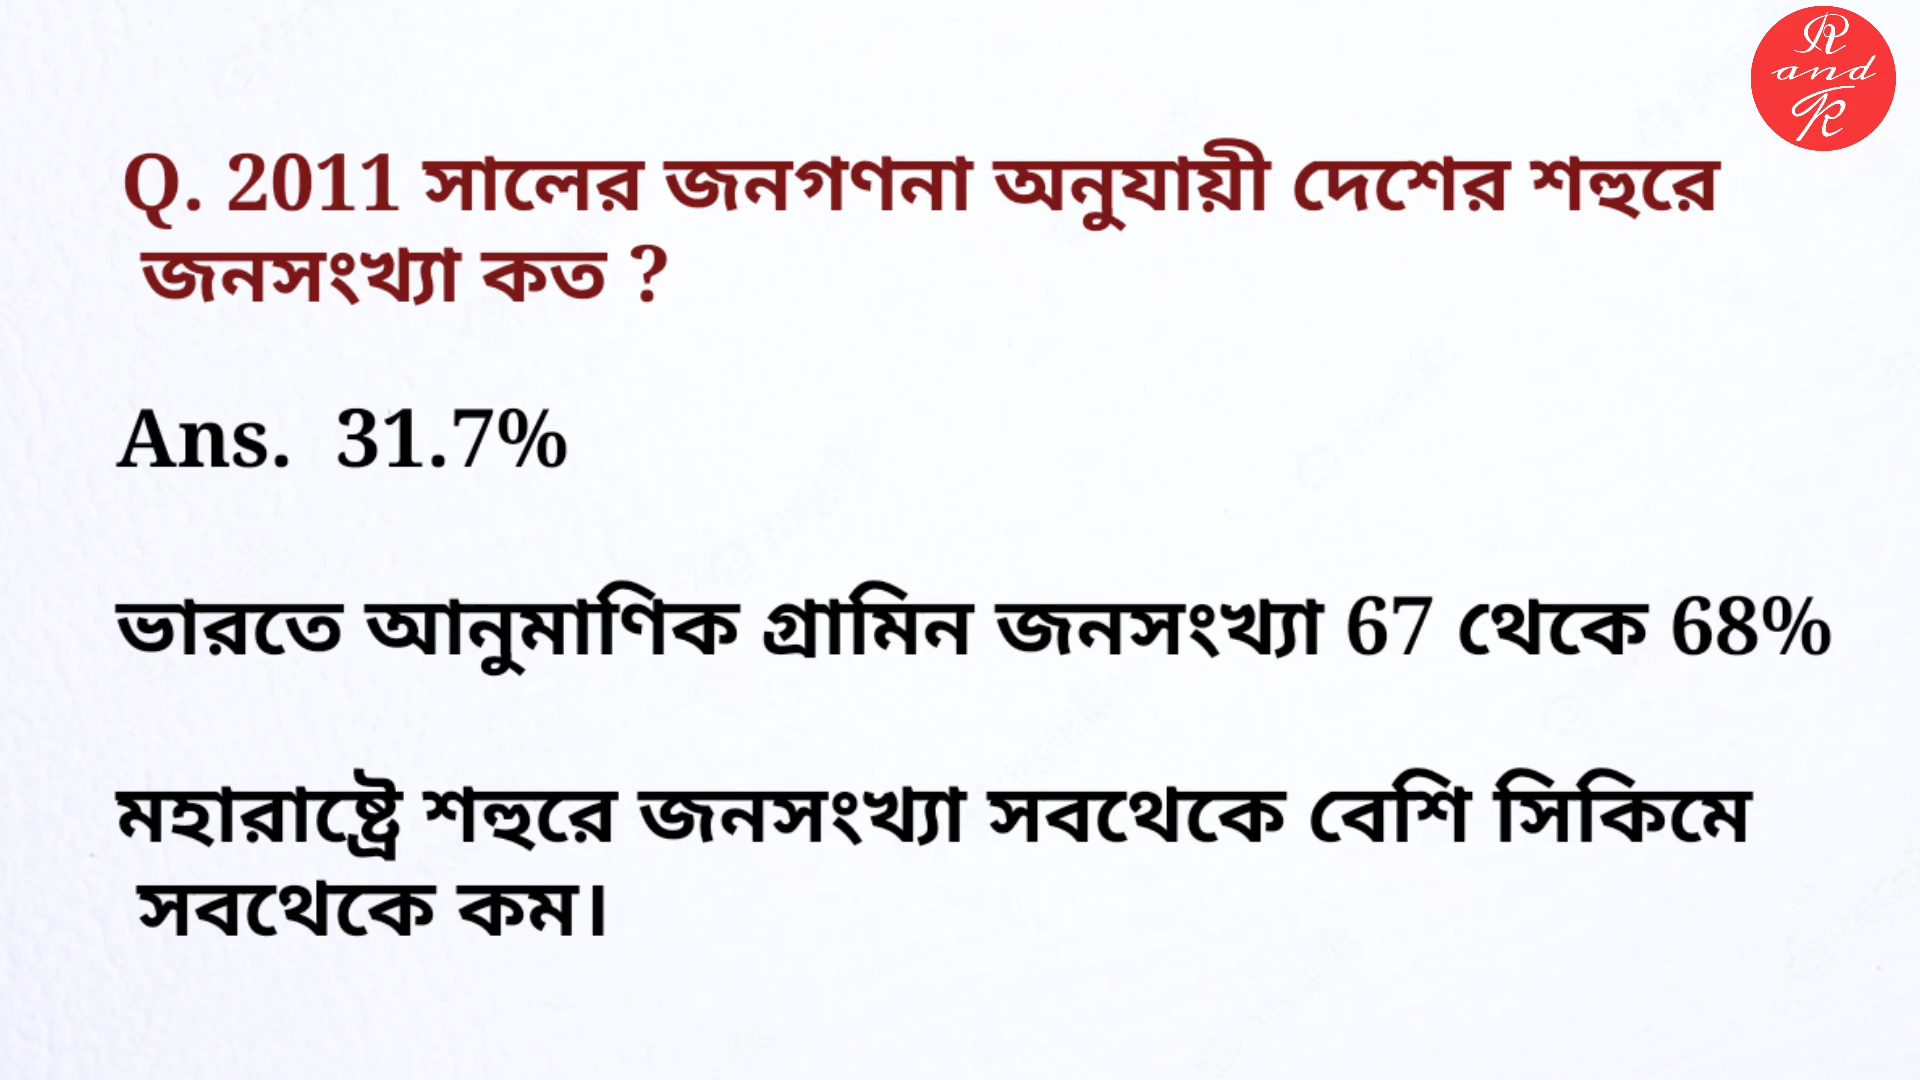 R
and
R
Q. 2011 সালের জনগণনা অনুযায়ী দেশের শহুরে
জনসংখ্যা কত ?
Ans. 31.7%
ভারতে আনুমাণিক গ্রামিন জনসংখ্যা 67 থেকে 68%
মহারাষ্ট্রে শহুরে জনসংখ্যা সবথেকে বেশি সিকিমে
সবথেকে কম।